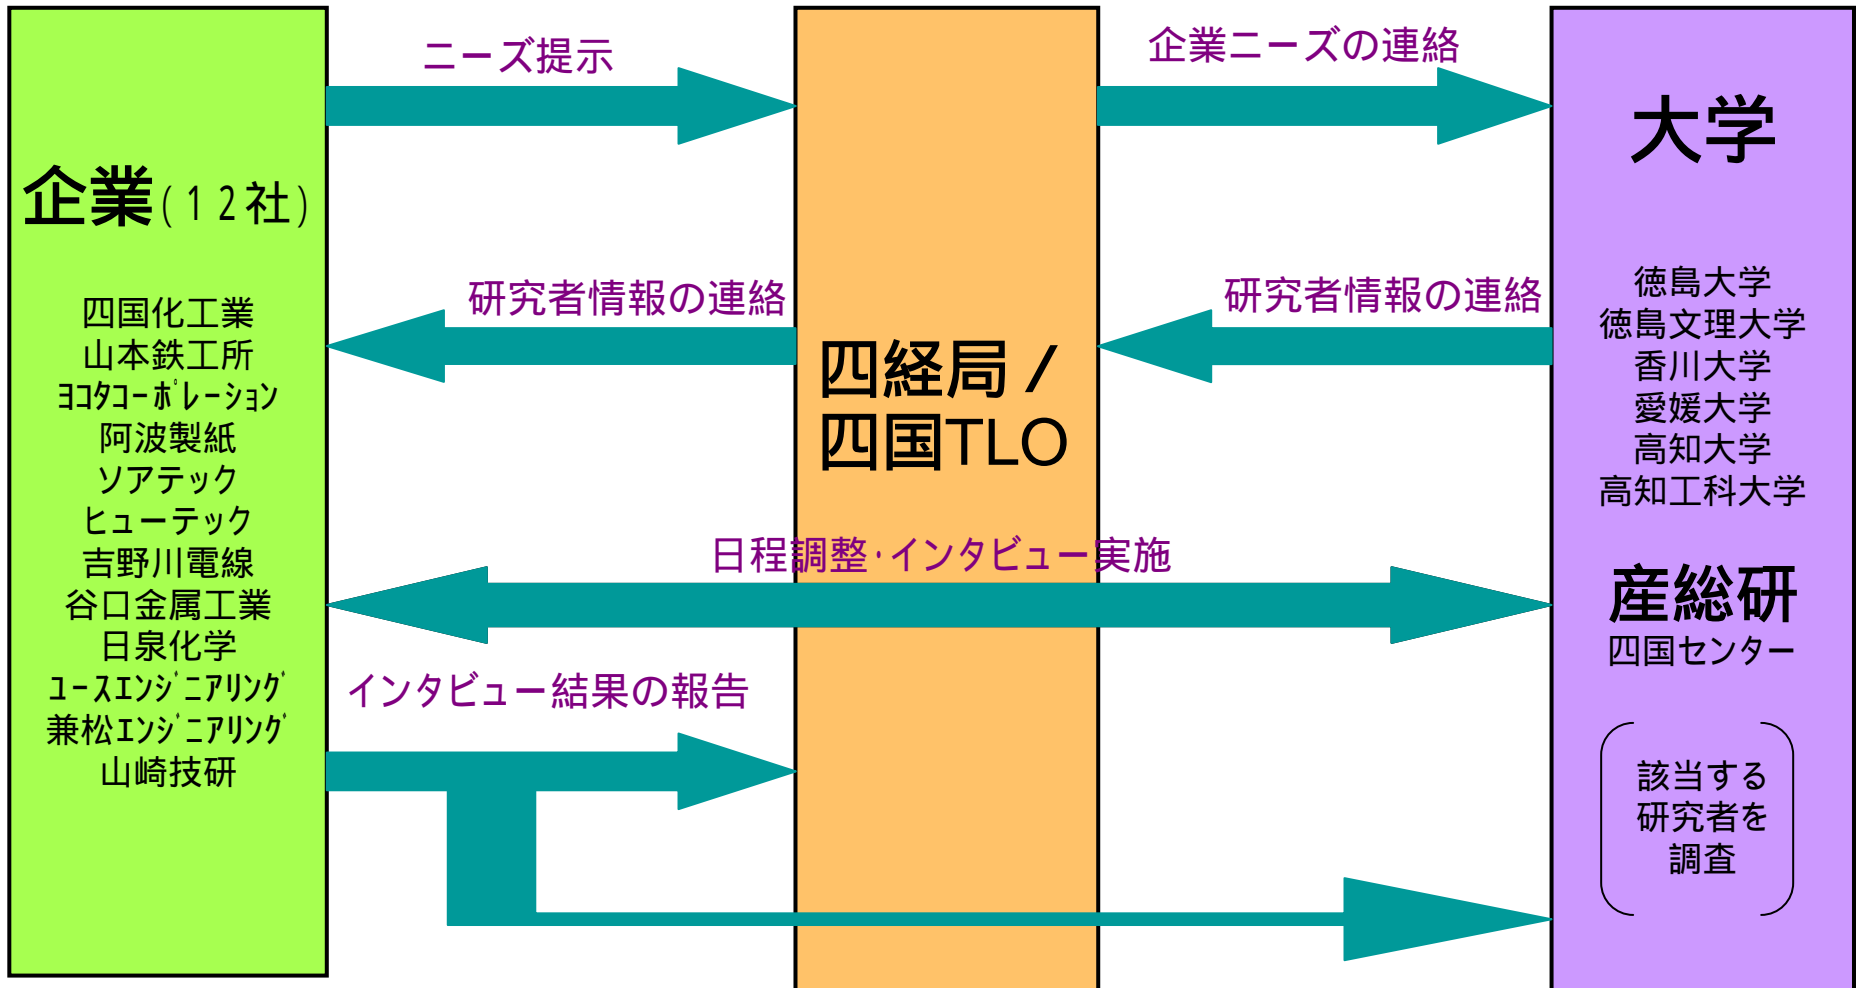 ニーズ提示
企業ニーズの連絡
企業(１２社)
四国化工業
山本鉄工所
ﾖｺﾀｺｰﾎﾟﾚｰｼｮﾝ
阿波製紙
ソアテック
ヒューテック
吉野川電線
谷口金属工業
日泉化学
ﾕｰｽｴﾝｼﾞﾆｱﾘﾝｸﾞ
兼松ｴﾝｼﾞﾆｱﾘﾝｸﾞ
山崎技研
研究者情報の連絡
四経局／
四国TLO
研究者情報の連絡
日程調整･インタビュー実施
インタビュー結果の報告
大学
徳島大学
徳島文理大学
香川大学
愛媛大学
高知大学
高知工科大学
産総研
四国センター
該当する
研究者を
調査